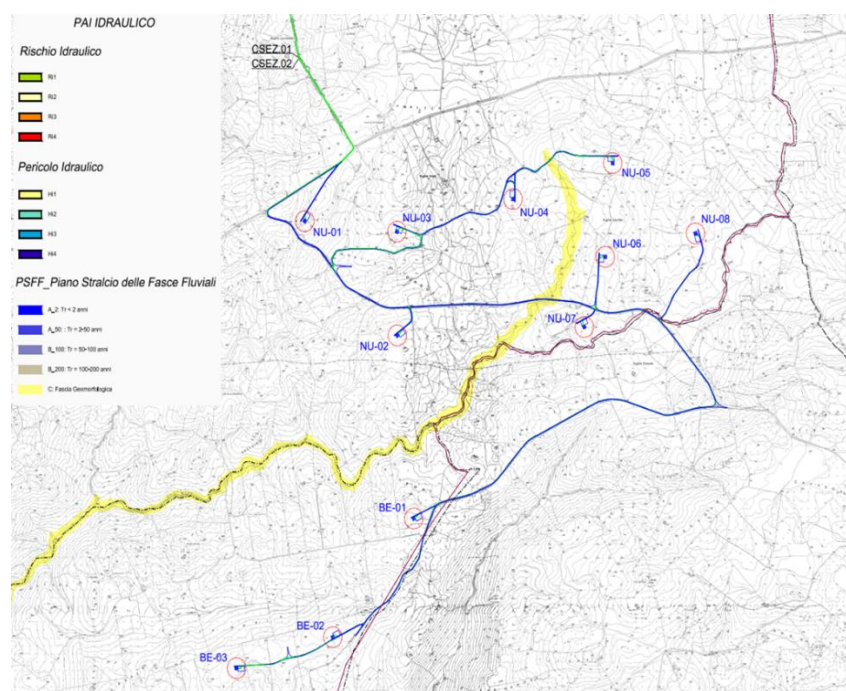 PAI IDRAULICO
Rischio Idraulico
Ri1
Ri2
Ri3
Ri4
Pericolo Idraulico
Hi1
Hi2
Hi3
Hi4
PSFF_Piano Stralcio delle Fasce Fluviali
A_2: Tr < 2 anni
A_50: : Tr = 2-50 anni
B_100: Tr = 50-100 anni
B_200: Tr = 100-200 anni
C: Fascia Geomorfologica
CSEZ.01
CSEZ.02
NU-05
NU-04
NU-03
NU-01
NU-08
NU-06
NU-07
NU-02
BE-01
BE-02
BE-03